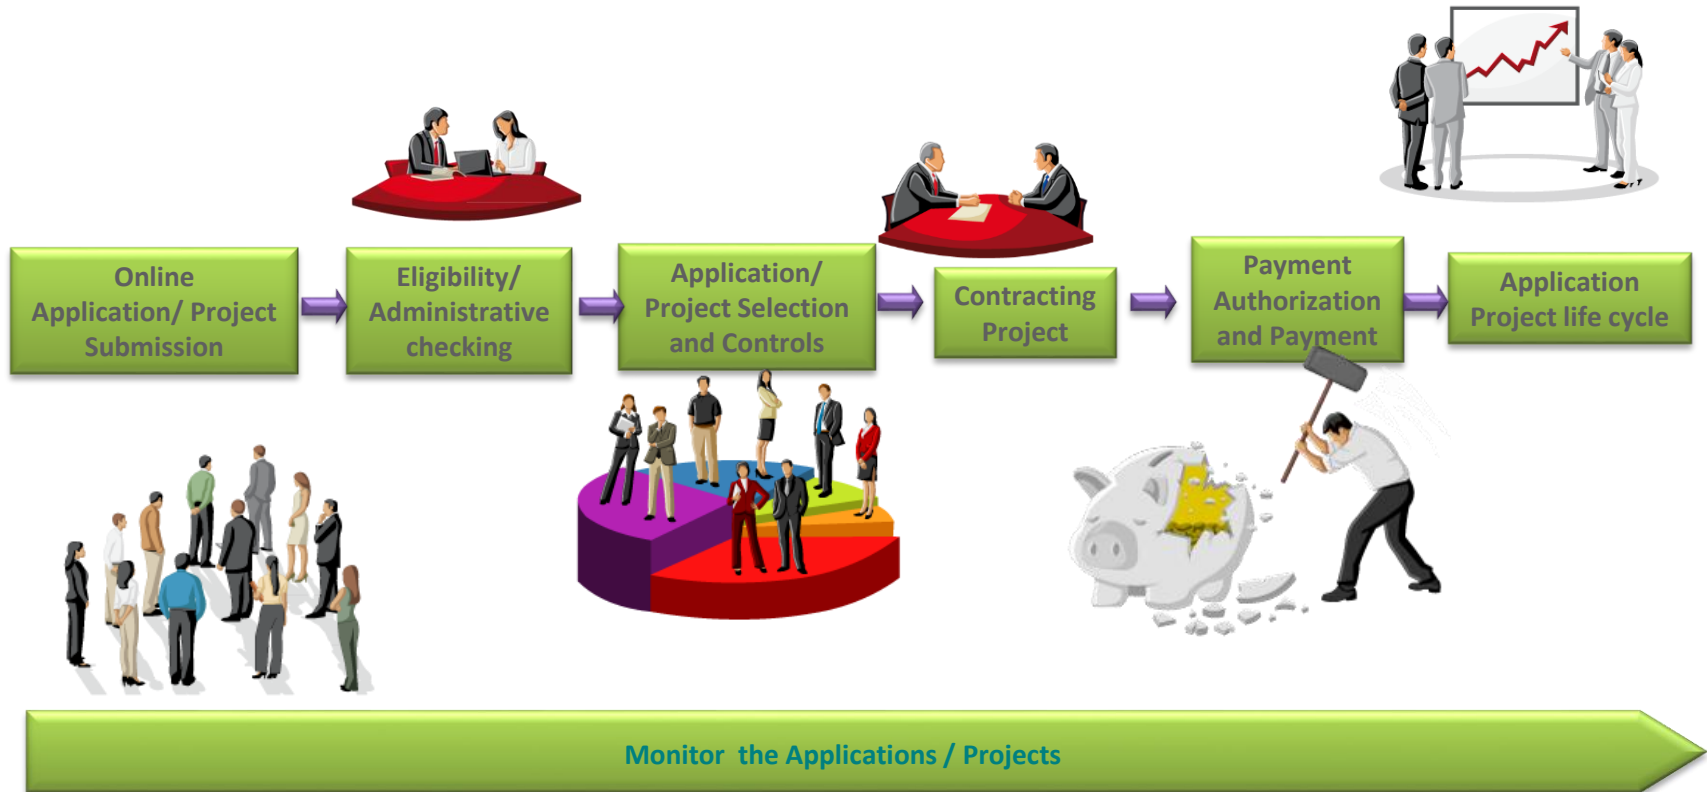 Online
Application/ Project
Submission
Eligibility/
Administrative
checking
Application/
Project Selection
and Controls
Contracting
Project
Payment
Authorization
and Payment
Application
Project life cycle
Monitor  the Applications / Projects